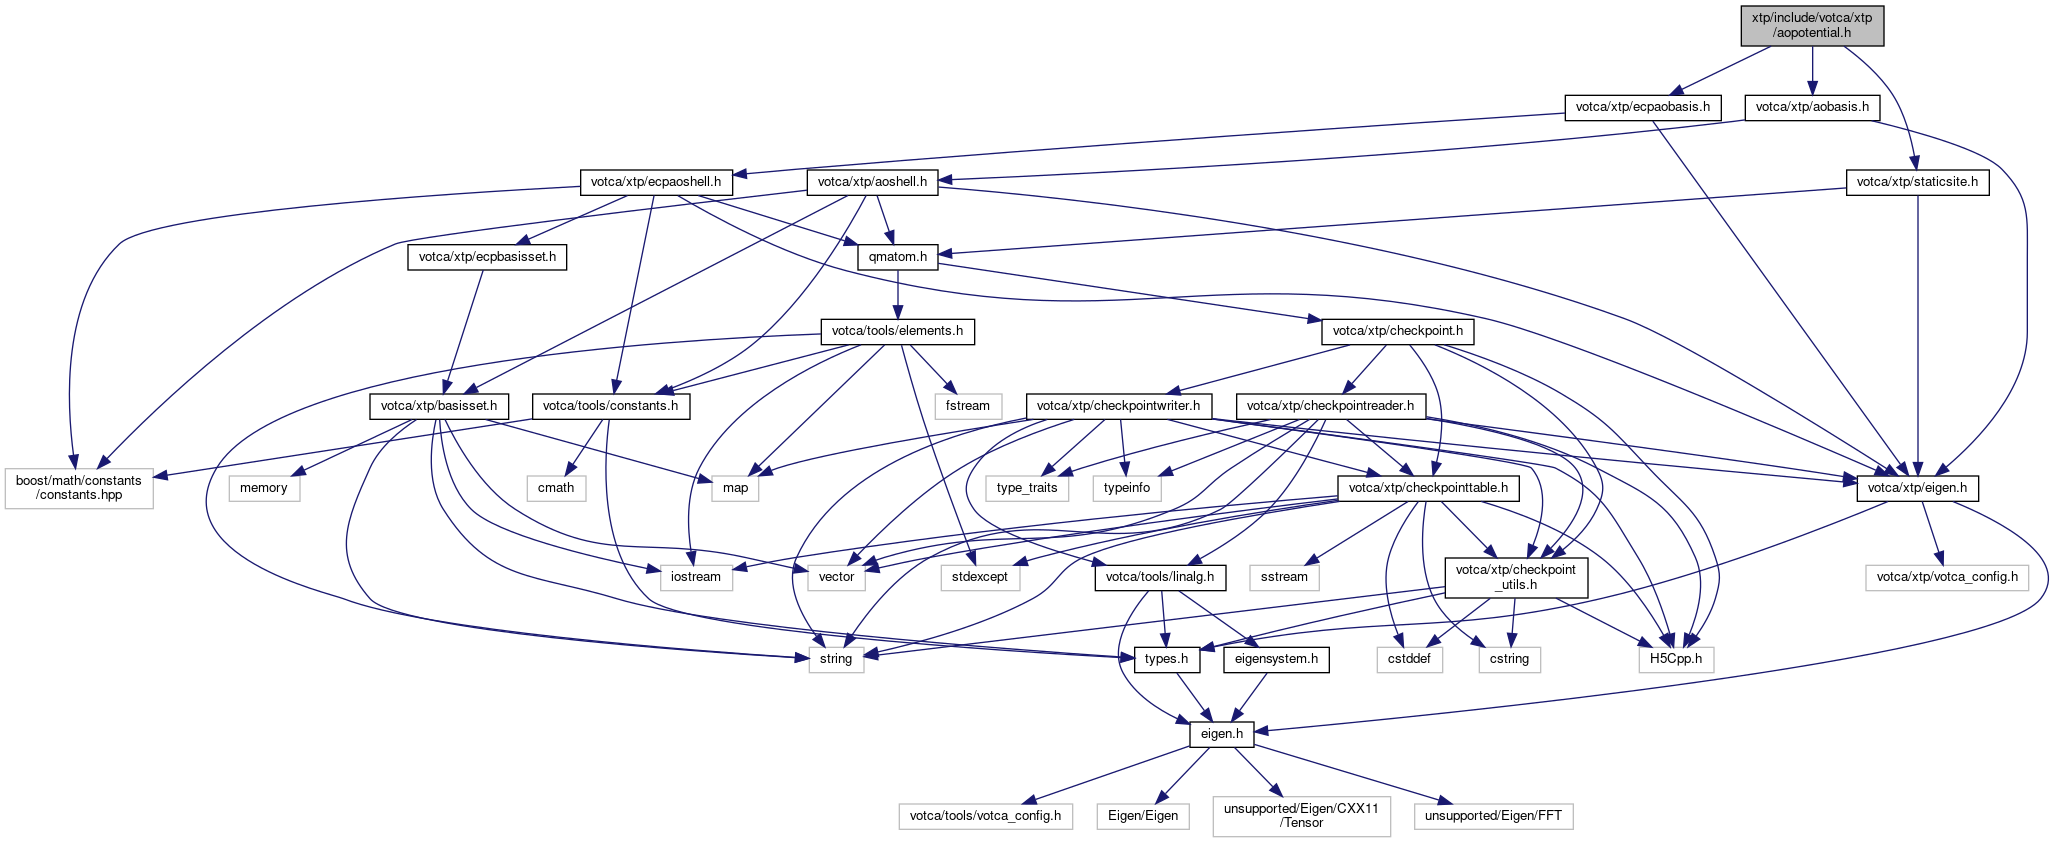 xtp/include/votca/xtp
/aopotential.h
votca/xtp/ecpaobasis.h
votca/xtp/aobasis.h
votca/xtp/ecpaoshell.h
votca/xtp/aoshell.h
votca/xtp/staticsite.h
votca/xtp/ecpbasisset.h
qmatom.h
votca/tools/elements.h
votca/xtp/checkpoint.h
votca/xtp/basisset.h
votca/tools/constants.h
fstream
votca/xtp/checkpointwriter.h
votca/xtp/checkpointreader.h
boost/math/constants
/constants.hpp
memory
cmath
map
type_traits
typeinfo
votca/xtp/checkpointtable.h
votca/xtp/eigen.h
iostream
vector
stdexcept
votca/tools/linalg.h
sstream
votca/xtp/checkpoint
_utils.h
votca/xtp/votca_config.h
string
types.h
eigensystem.h
cstddef
cstring
H5Cpp.h
eigen.h
votca/tools/votca_config.h
Eigen/Eigen
unsupported/Eigen/CXX11
/Tensor
unsupported/Eigen/FFT